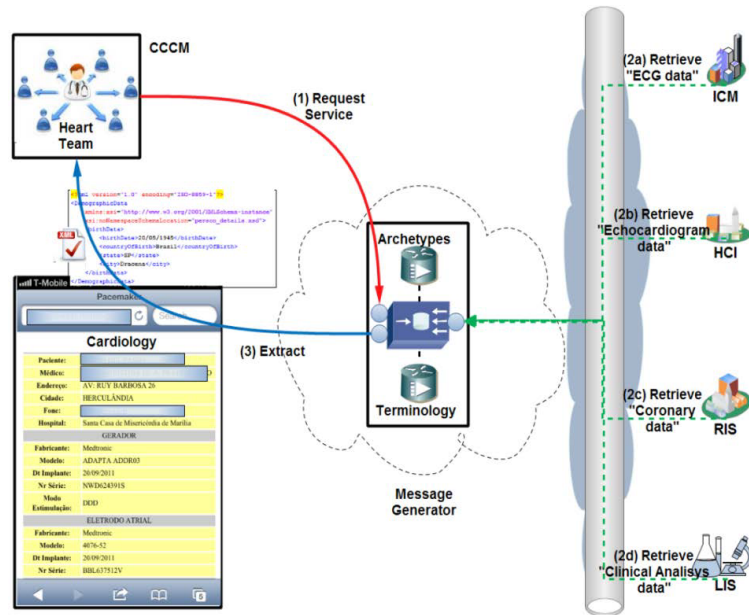 CCCM
Heart
Team
(1) Request
Service
(2a) Retrieve
"ECG data"
ICM
<?xml version="1.0" encoding="ISO-8859-1"?>
<DemographicData
xmlns:xsi="http://www.w3.org/2001/XMLSchema-instance"
xsi:noNamespaceSchemaLocation="person_details.xsd">
<birthData>
<birthDate>20/05/1945</birthDate>
<countryOfBirth>Brazil</countryOfBirth>
<state>SP</state>
<city>Dracena</city>
</birthData>
</DemographicData>
XML
(2b) Retrieve
"Echocardiogram
data"
HCI
Archetypes
Terminology
(3) Extract
Message
Generator
(2c) Retrieve
"Coronary
data"
RIS
(2d) Retrieve
"Clinical Analisys
data"
LIS
T-Mobile
Pacemaker
Search
Cardiology
Paciente:
Médico:
Endereço: AV: RUY BARBOSA 26
Cidade: HERCULÂNDIA
Fone:
Hospital: Santa Casa de Misericórdia de Marília
GERADOR
Fabricante: Medtronic
Modelo: ADAPTA ADDR03
Dt Implante: 20/09/2011
Nr Série: NWD624391S
Modo
Estimulação: DDD
ELETRODO ATRIAL
Fabricante: Medtronic
Modelo: 4076-52
Dt Implante: 20/09/2011
Nr Série: BBL637512V
5